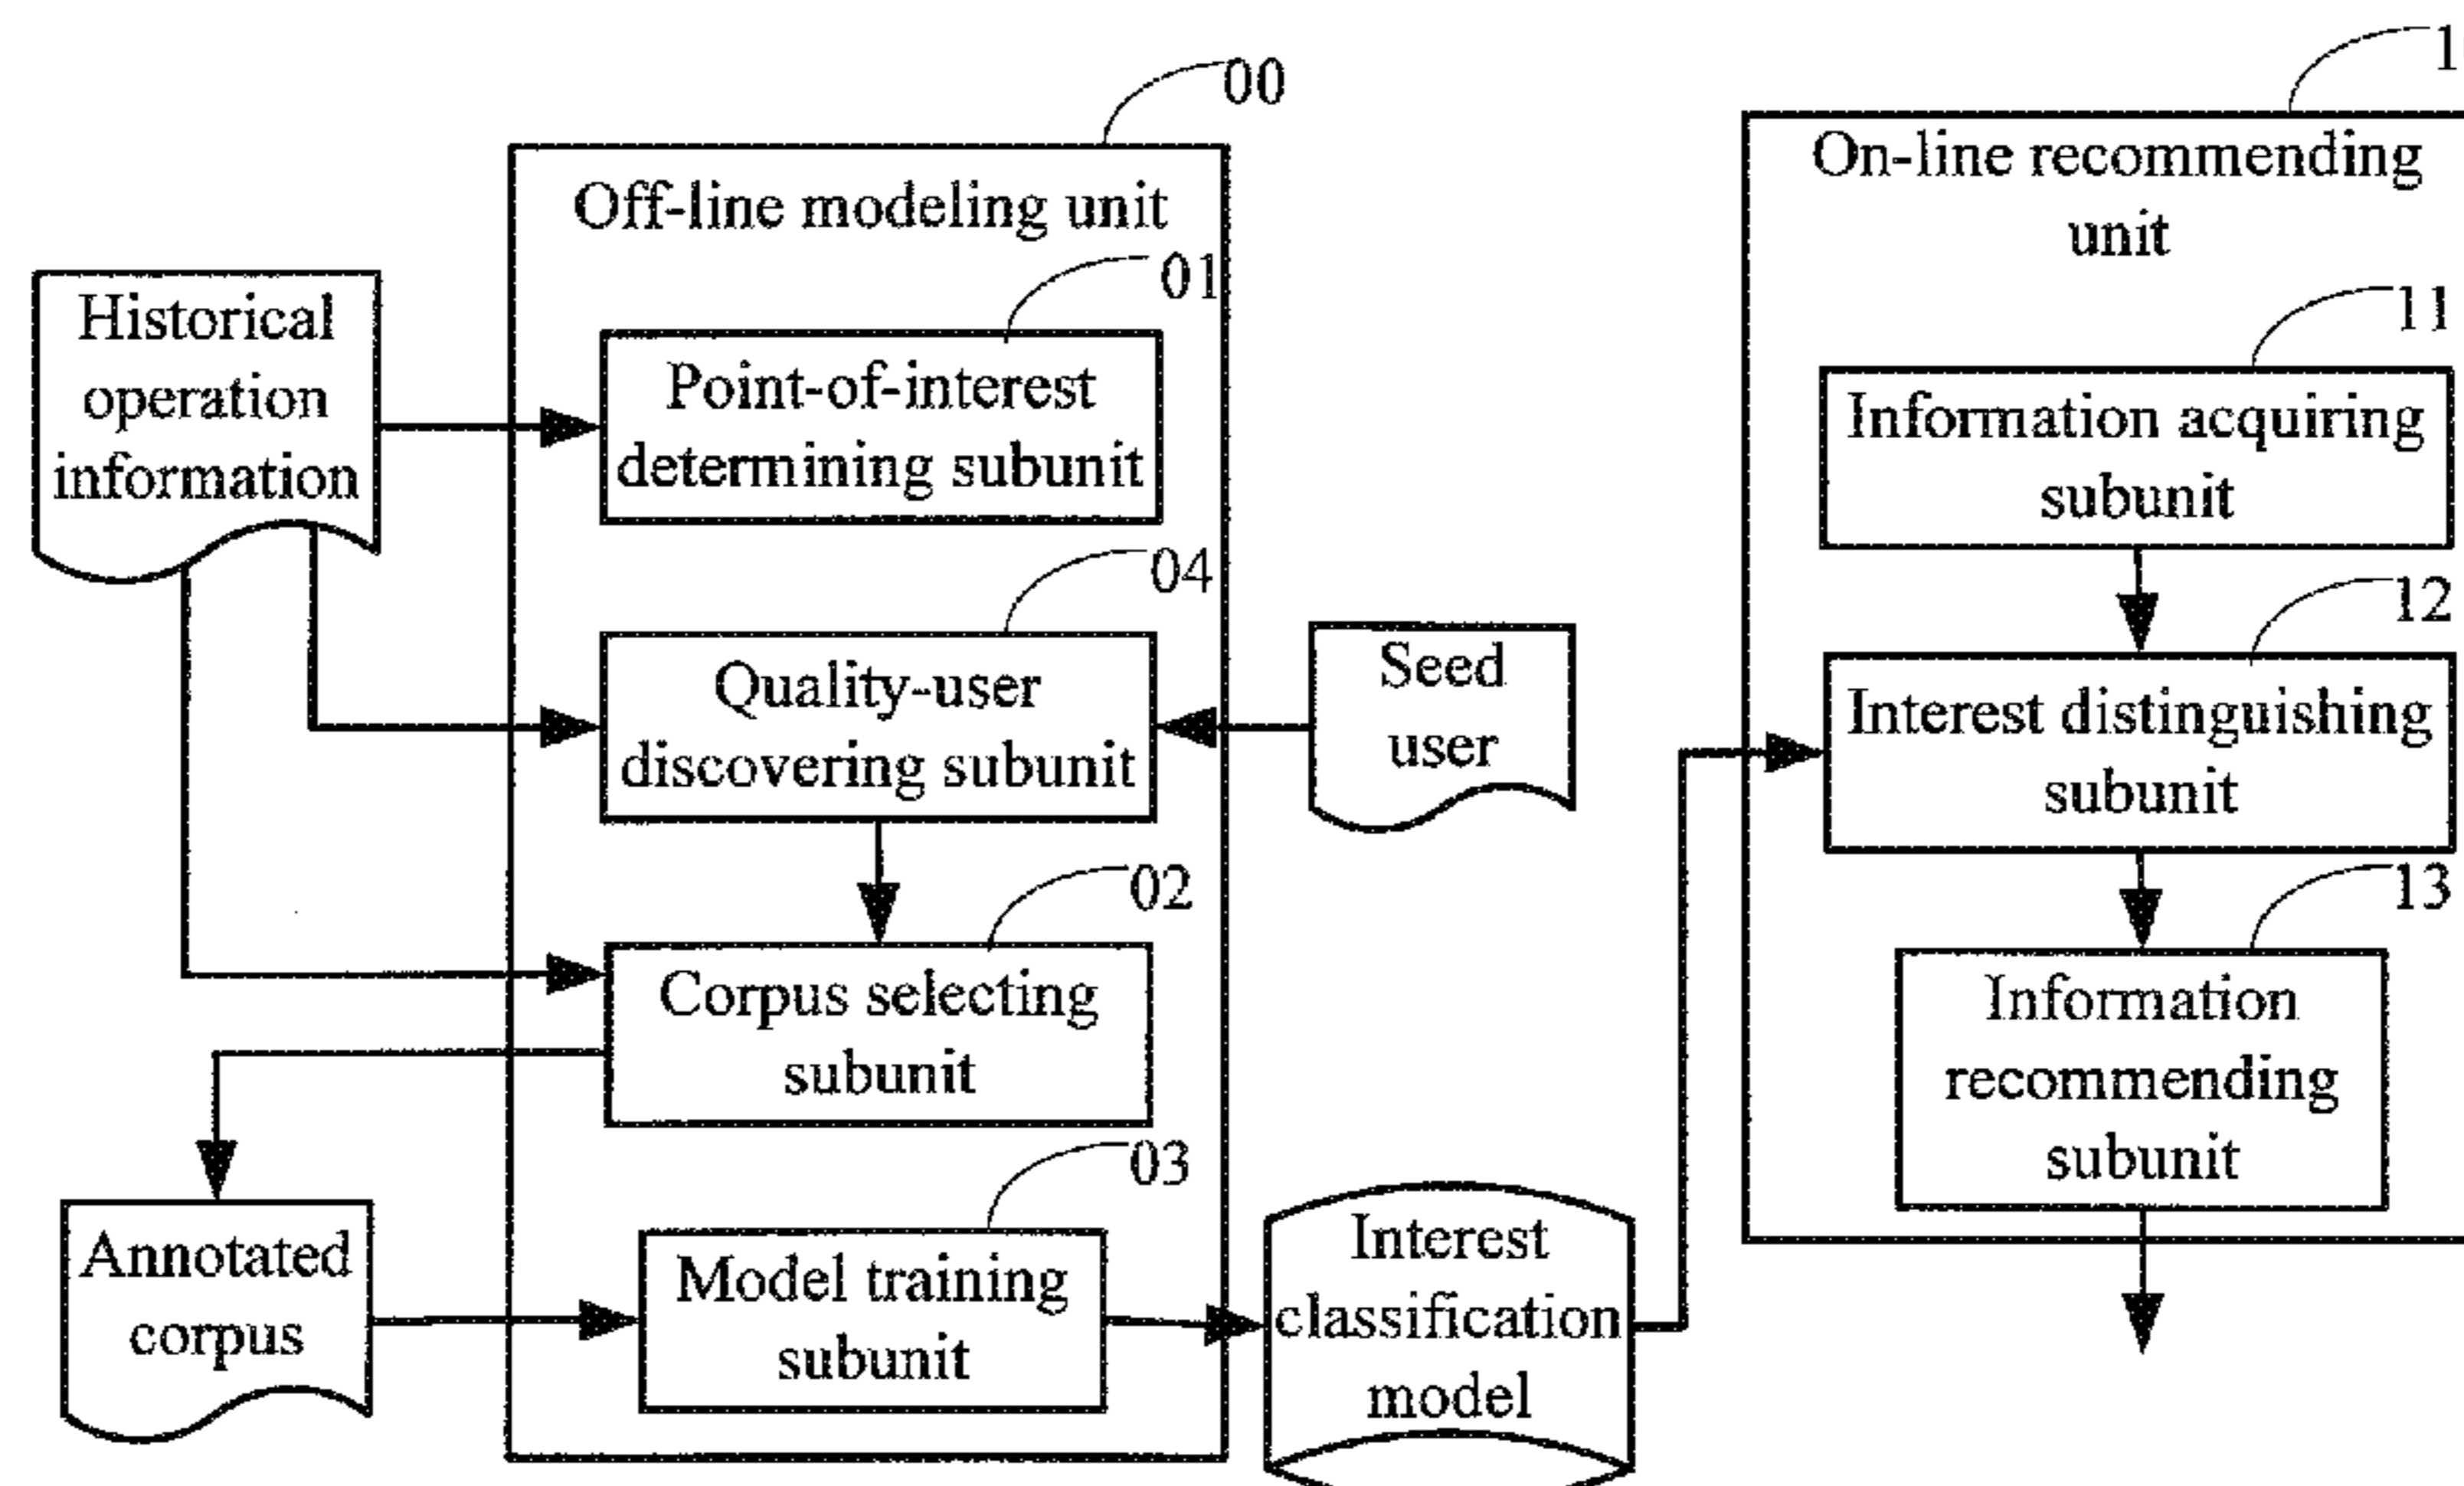 00
Off-line modeling unit
Historical
operation
information
01
Point-of-interest
determining subunit
04
Quality-user
discovering subunit
Seed
user
02
Corpus selecting
subunit
Annotated
corpus
03
Model training
subunit
Interest
classification
model
1
On-line recommending
unit
11
Information acquiring
subunit
12
Interest distinguishing
subunit
13
Information
recommending
subunit